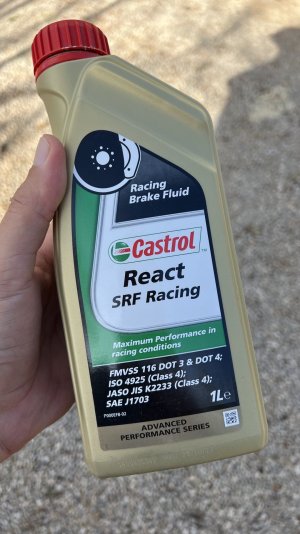 Racing
Brake Fluid
Castrol™
React
SRF Racing
Maximum Performance in
racing conditions
FMVSS 116 DOT 3 & DOT 4;
ISO 4925 (Class 4);
JASO JIS K2233 (Class 4);
SAE J1703
1L℮
ADVANCED
PERFORMANCE SERIES